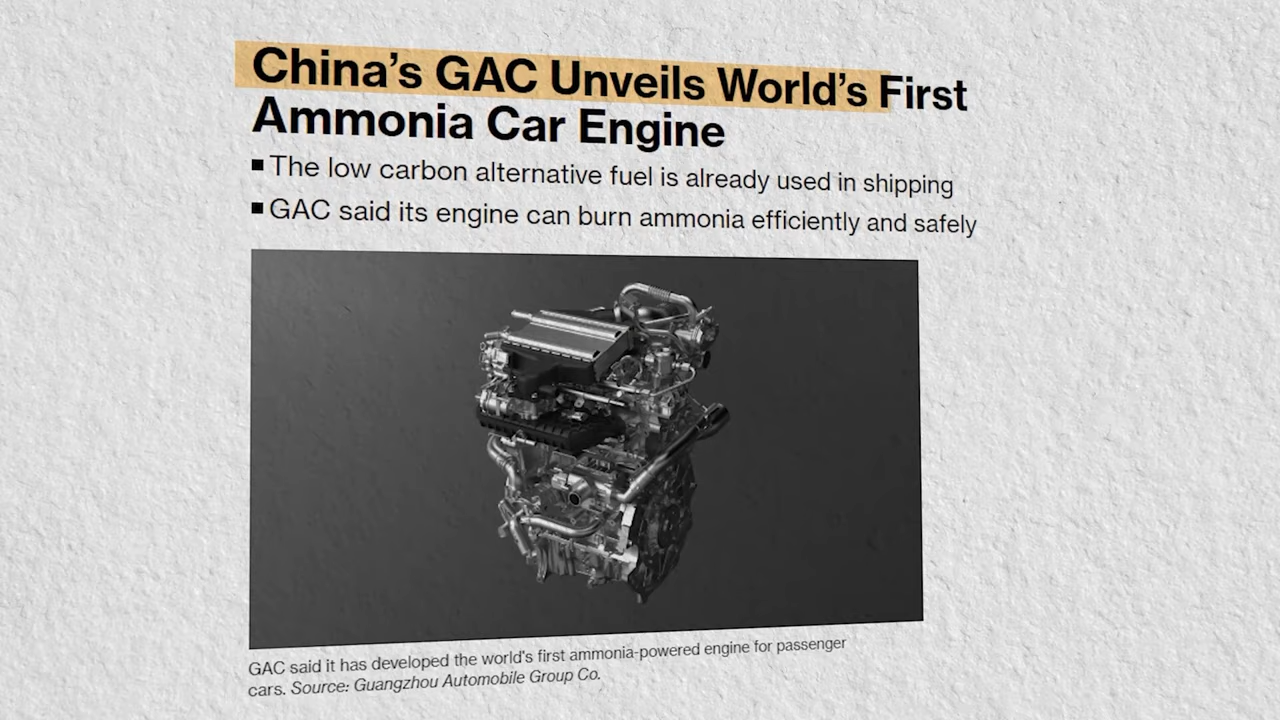 China's GAC Unveils World's First
Ammonia Car Engine
■ The low carbon alternative fuel is already used in shipping
■ GAC said its engine can burn ammonia efficiently and safely
GAC said it has developed the world's first ammonia-powered engine for passenger
cars. Source: Guangzhou Automobile Group Co.